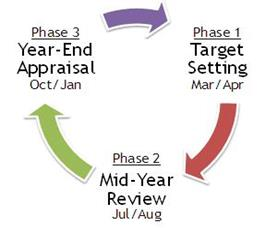 Phase 1
Target
Setting
Mar/Apr
Phase 2
Mid-Year
Review
Jul/Aug
Phase 3
Year-End
Appraisal
Oct/Jan